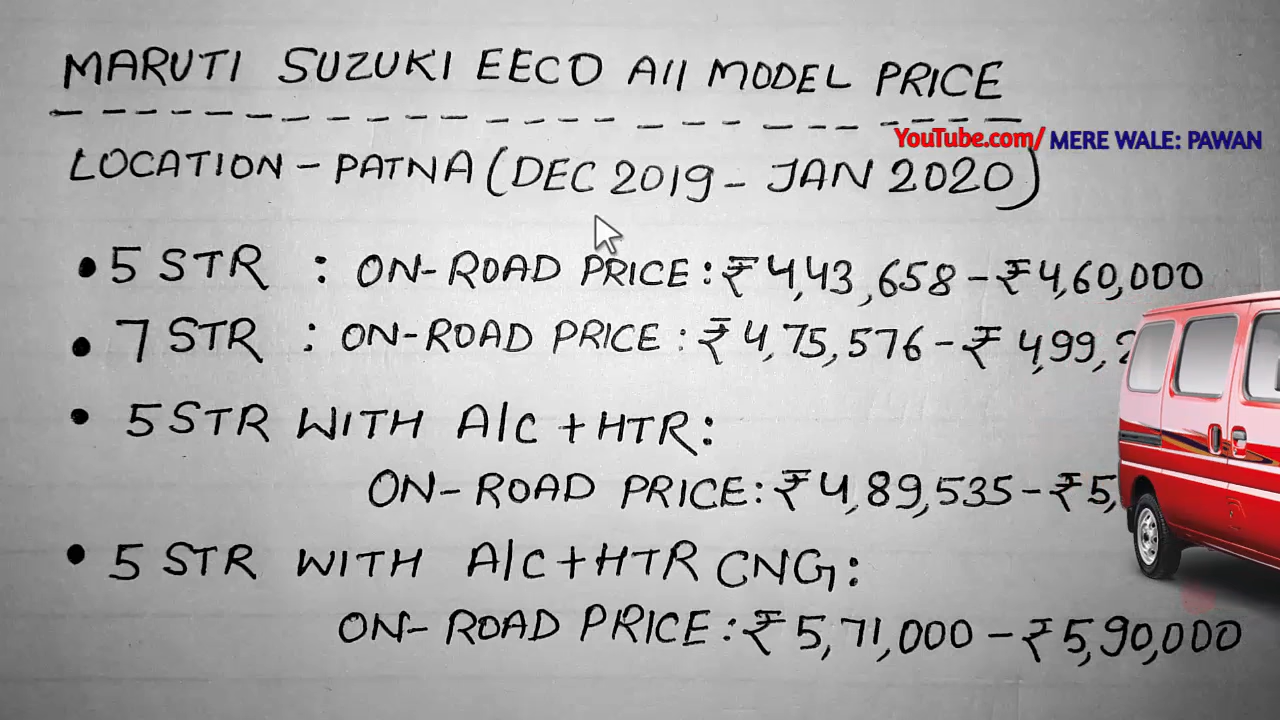 MARUTI SUZUKI EECO All MODEL PRICE
YouTube.com/ MERE WALE: PAWAN
LOCATION - PATNA (DEC 2019 - JAN 2020)
• 5 STR : ON-ROAD PRICE: ₹ 4,43,658 - ₹ 4,60,000
• 7 STR : ON-ROAD PRICE: ₹ 4,75,576 - ₹ 4,99,
• 5 STR WITH A/C + HTR:
ON-ROAD PRICE: ₹ 4,89,535 - ₹ 5,
• 5 STR WITH A/C + HTR CNG:
ON-ROAD PRICE: ₹ 5,71,000 - ₹ 5,90,000